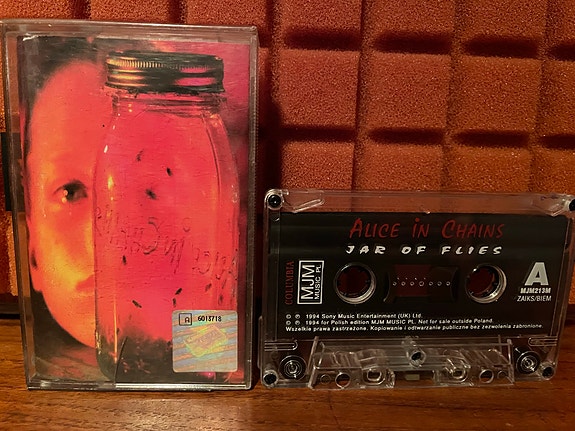 A 6013718
ALICE IN CHAINS
JAR OF FLIES
COLUMBIA
MJM
MUSIC PL
A
MJM213M
ZAIKS/BIEM
© ℗ 1994 Sony Music Entertainment (UK) Ltd.
© ℗ 1994 for Polish edition MJM MUSIC PL. Not for sale outside Poland.
Wszelkie prawa zastrzeżone. Kopiowanie i odtwarzanie publiczne bez zezwolenia zabronione.